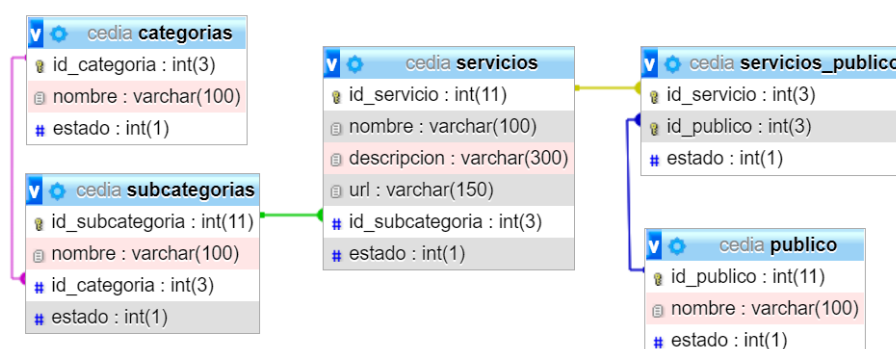 cedia categorias
id_categoria : int(3)
nombre : varchar(100)
estado : int(1)
cedia subcategorias
id_subcategoria : int(11)
nombre : varchar(100)
id_categoria : int(3)
estado : int(1)
cedia servicios
id_servicio : int(11)
nombre : varchar(100)
descripcion : varchar(300)
url : varchar(150)
id_subcategoria : int(3)
estado : int(1)
cedia servicios_publico
id_servicio : int(3)
id_publico : int(3)
estado : int(1)
cedia publico
id_publico : int(11)
nombre : varchar(100)
estado : int(1)